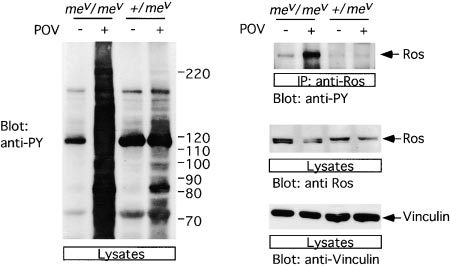 me^v/me^v +/me^v
POV - + - +
220
Blot:
anti-PY
120
110
100
90
80
70
Lysates
me^v/me^v +/me^v
POV - + - +
Ros
IP: anti-Ros
Blot: anti-PY
Ros
Lysates
Blot: anti Ros
Vinculin
Lysates
Blot: anti-Vinculin